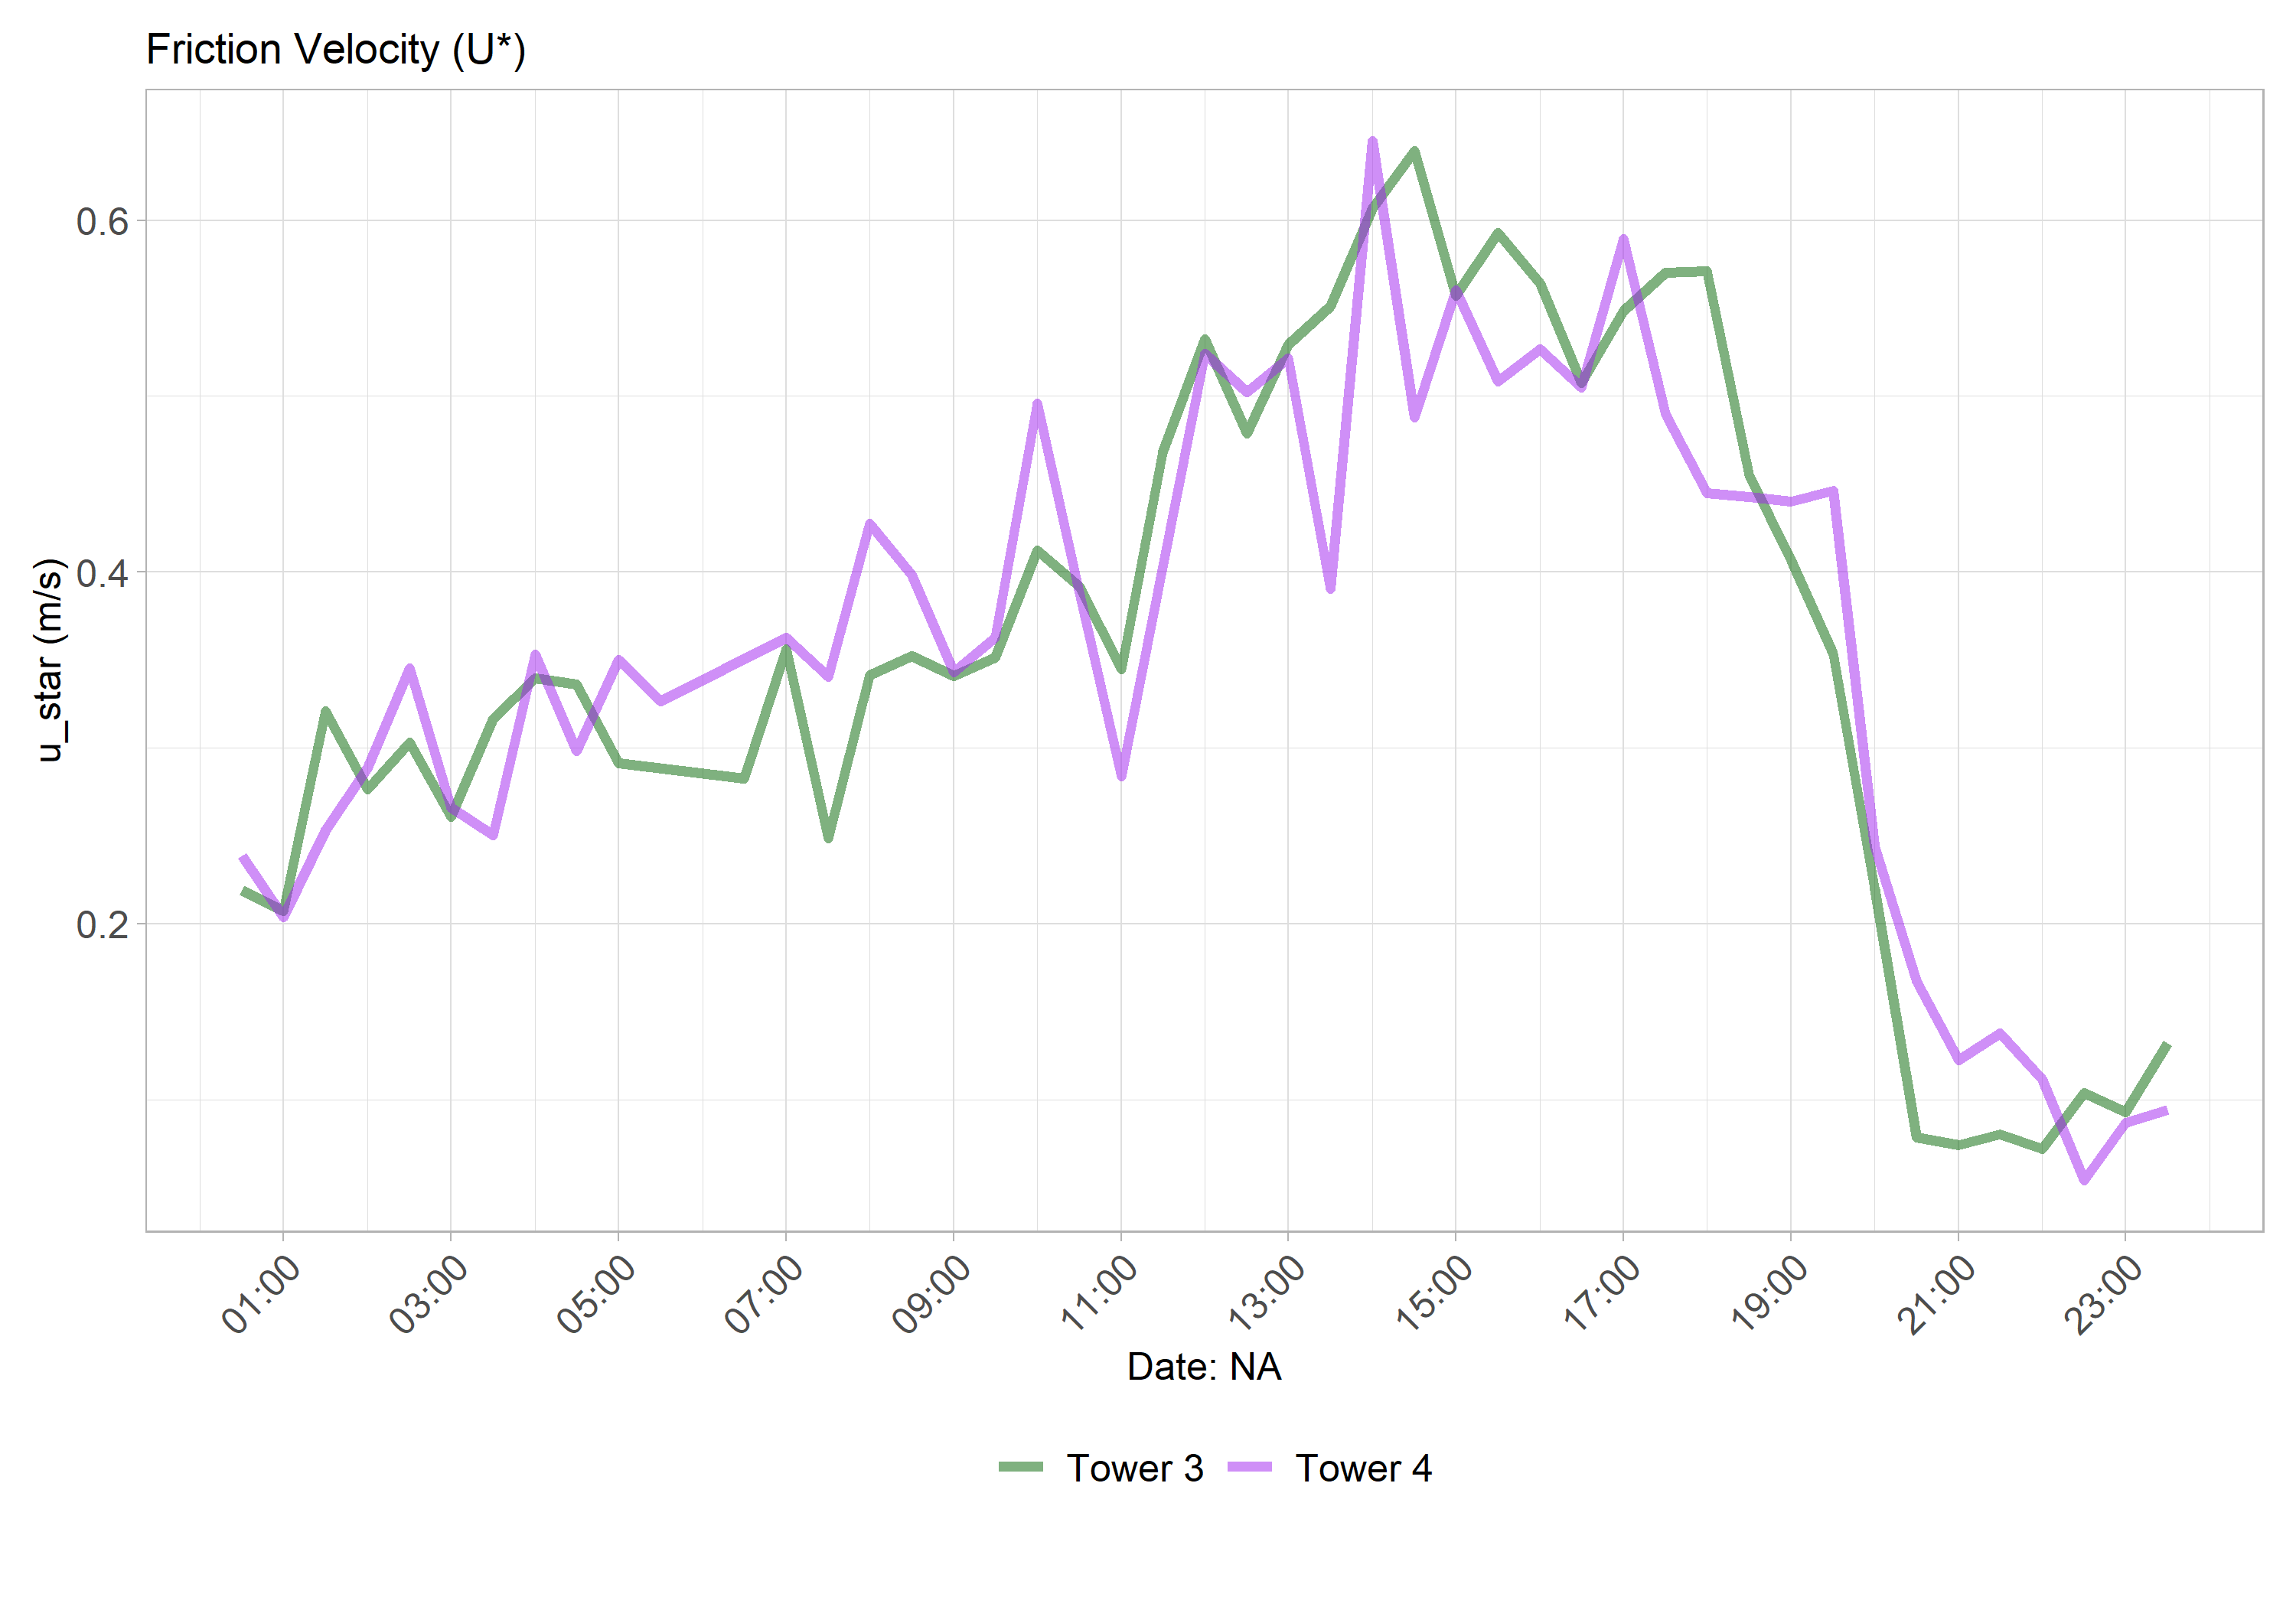 Friction Velocity (U*)
u_star (m/s)
0.6
0.4
0.2
01:00 03:00 05:00 07:00 09:00 11:00 13:00 15:00 17:00 19:00 21:00 23:00
Date: NA
Tower 3 Tower 4